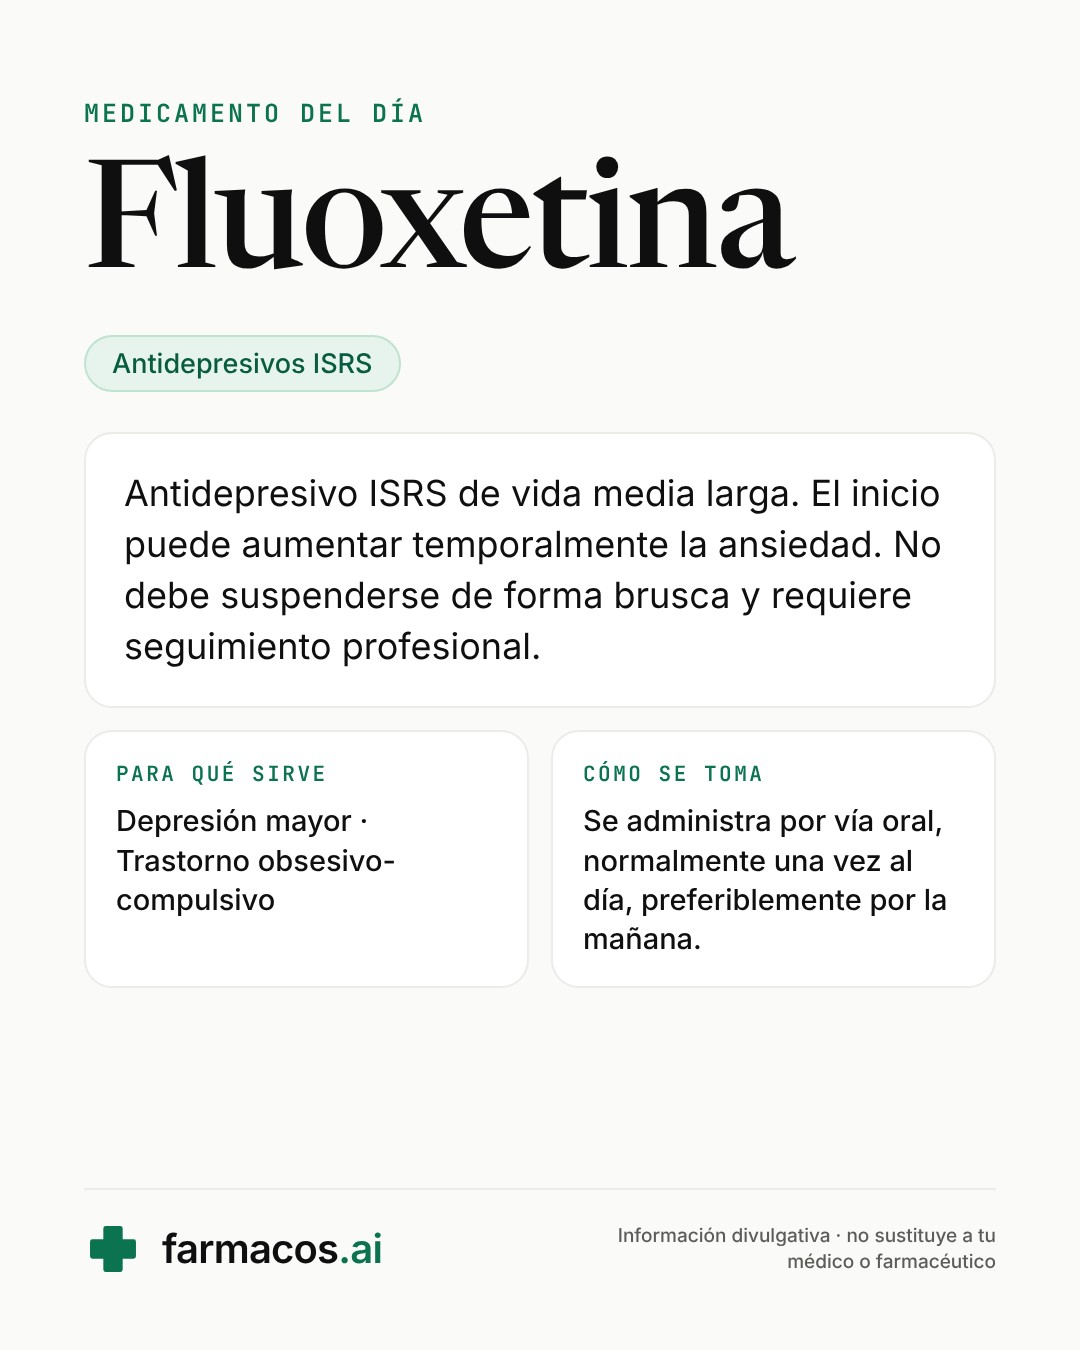 MEDICAMENTO DEL DÍA
Fluoxetina
Antidepresivos ISRS
Antidepresivo ISRS de vida media larga. El inicio
puede aumentar temporalmente la ansiedad. No
debe suspenderse de forma brusca y requiere
seguimiento profesional.
PARA QUÉ SIRVE
Depresión mayor ·
Trastorno obsesivo-
compulsivo
CÓMO SE TOMA
Se administra por vía oral,
normalmente una vez al
día, preferiblemente por la
mañana.
farmacos.ai
Información divulgativa · no sustituye a tu
médico o farmacéutico